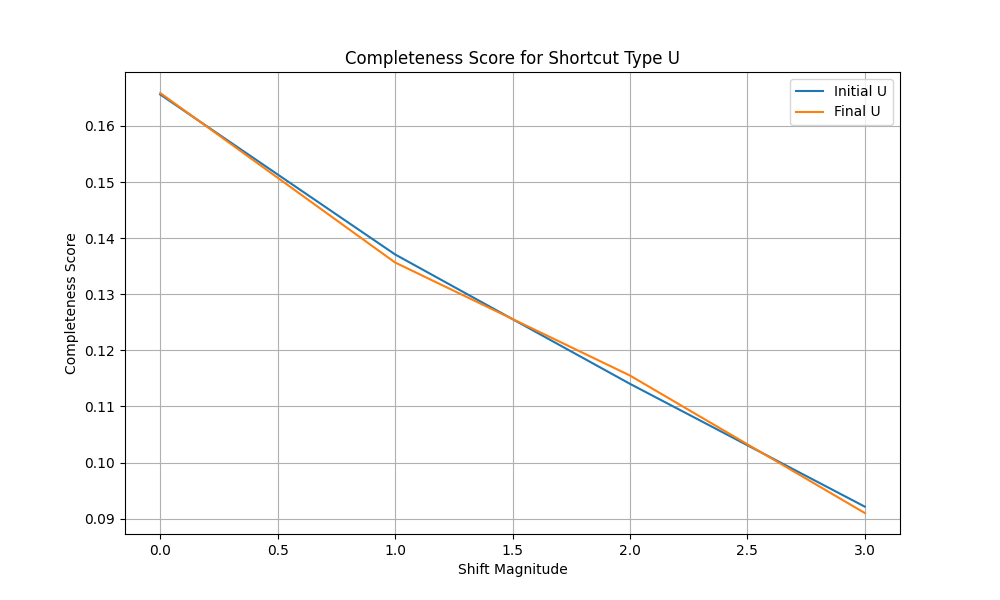 Completeness Score for Shortcut Type U
Initial U
Final U
Completeness Score
0.16
0.15
0.14
0.13
0.12
0.11
0.10
0.09
0.0 0.5 1.0 1.5 2.0 2.5 3.0
Shift Magnitude